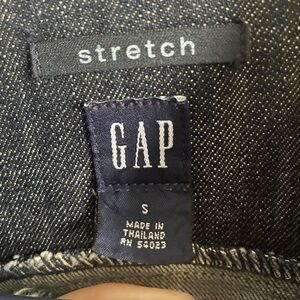 stretch
GAP
S
MADE IN
THAILAND
RN 54023